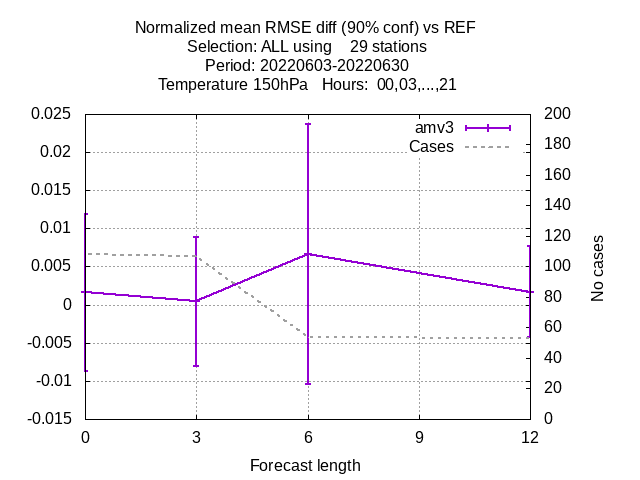 Normalized mean RMSE diff (90% conf) vs REF
Selection: ALL using    29 stations
Period: 20220603-20220630
Temperature 150hPa   Hours:  00,03,...,21
0.025
0.02
0.015
0.01
0.005
0
-0.005
-0.01
-0.015
200
180
160
140
120
100
80
60
40
20
0
amv3
Cases
No cases
0 3 6 9 12
Forecast length